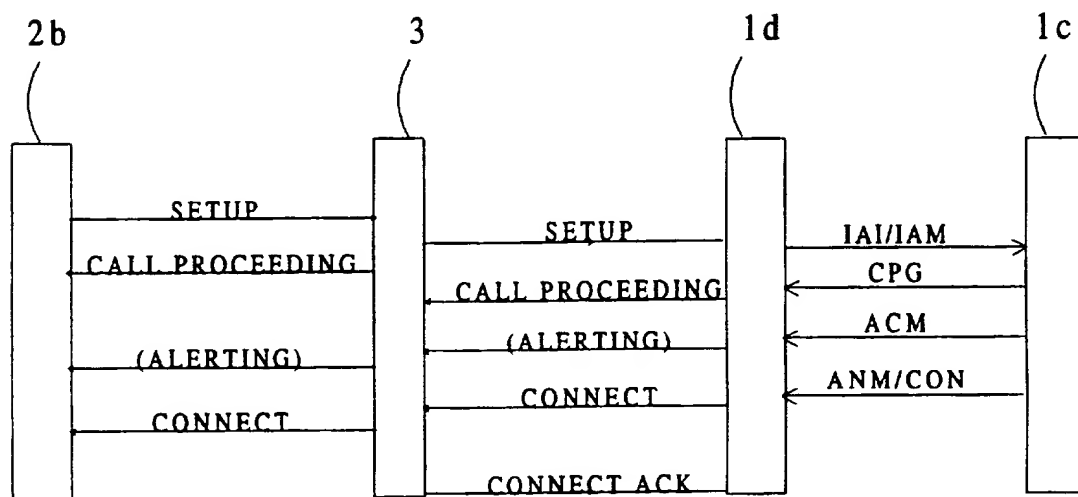 2b
3
1d
1c
SETUP
SETUP
IAI/IAM
CALL PROCEEDING
CPG
CALL PROCEEDING
ACM
(ALERTING)
(ALERTING)
ANM/CON
CONNECT
CONNECT
CONNECT ACK